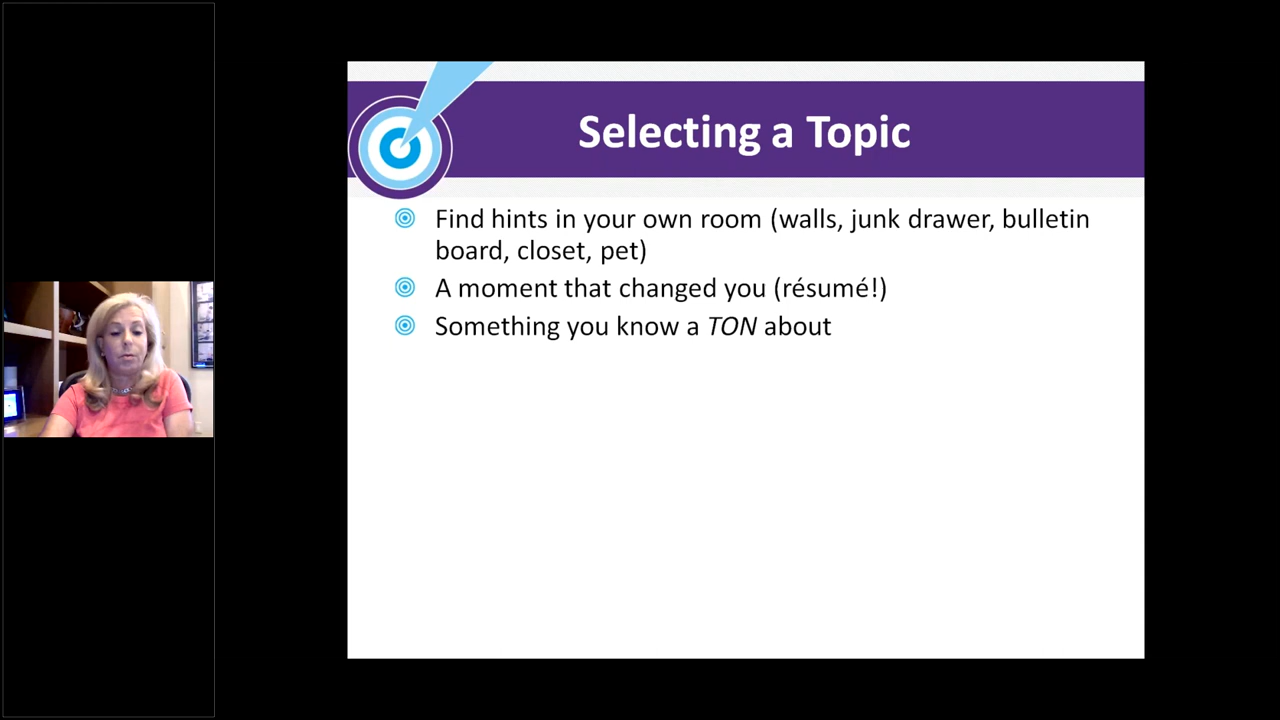 Selecting a Topic
Find hints in your own room (walls, junk drawer, bulletin
board, closet, pet)
A moment that changed you (résumé!)
Something you know a TON about